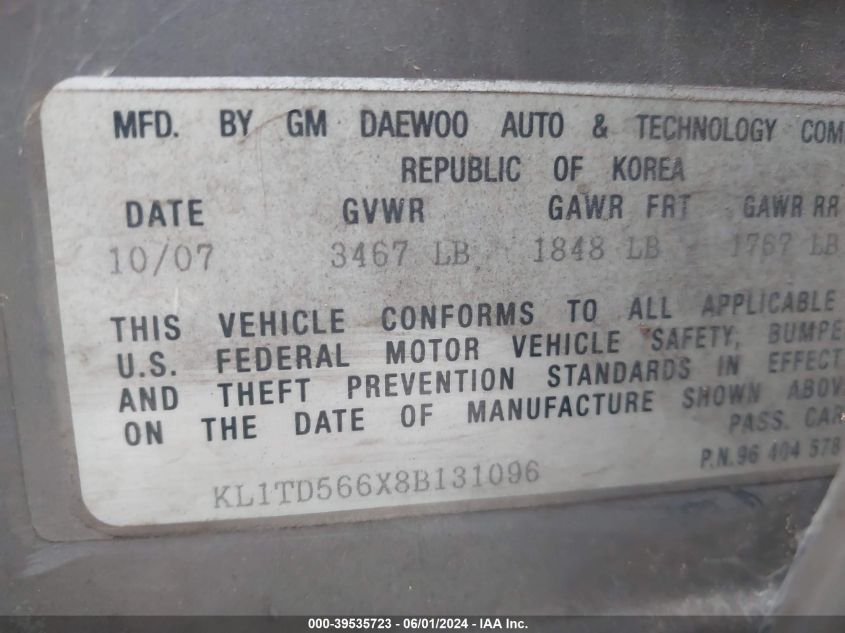 MFD. BY GM DAEWOO AUTO & TECHNOLOGY COM
REPUBLIC OF KOREA
DATE GVWR GAWR FRT GAWR RR
10/07 3467 LB 1848 LB 1767 LB
THIS VEHICLE CONFORMS TO ALL APPLICABLE
U.S. FEDERAL MOTOR VEHICLE SAFETY, BUMPE
AND THEFT PREVENTION STANDARDS IN EFFECT
ON THE DATE OF MANUFACTURE SHOWN ABOV
PASS. CAR
P.N. 96 404 578
KL1TD566X8B131096
000-39535723 - 06/01/2024 - IAA Inc.